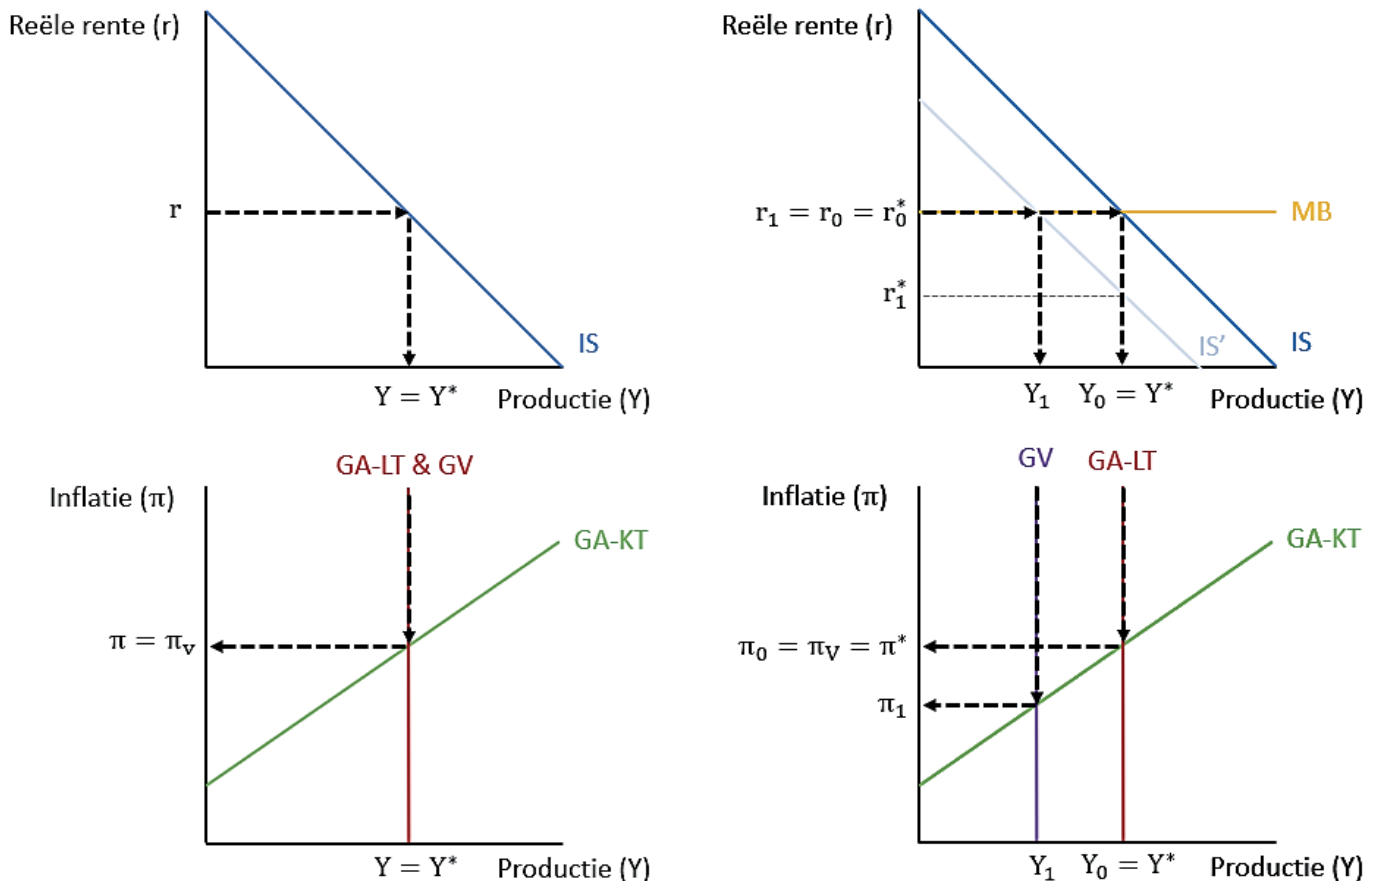 Reële rente (r)
r
IS
Y = Y*
Productie (Y)
Reële rente (r)
r₁ = r₀ = r₀*
MB
r₁*
IS'
IS
Y₁
Y₀ = Y*
Productie (Y)
GA-LT & GV
Inflatie (π)
GA-KT
π = πᵥ
Y = Y*
Productie (Y)
GV
GA-LT
Inflatie (π)
GA-KT
π₀ = πᵥ = π*
π₁
Y₁
Y₀ = Y*
Productie (Y)